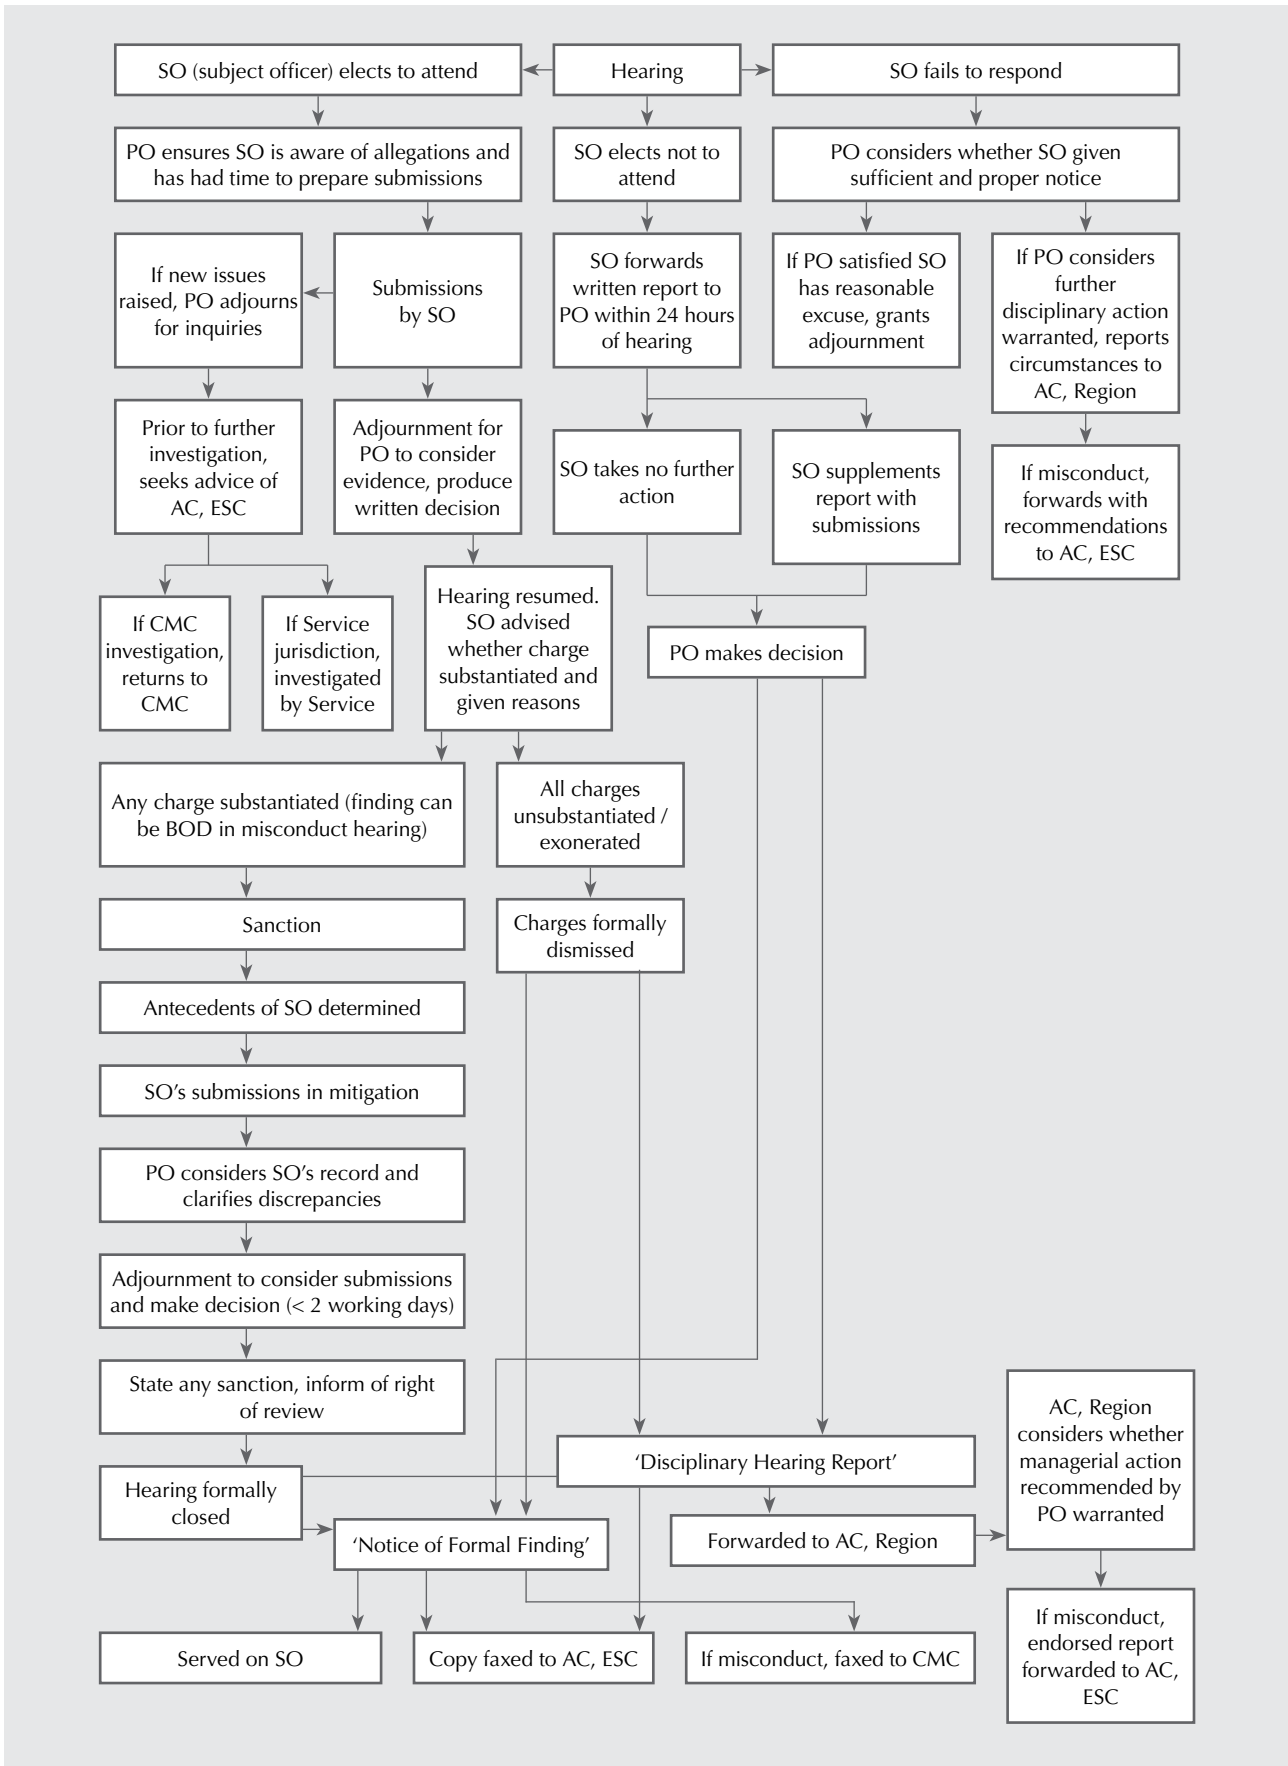 SO (subject officer) elects to attend
Hearing
SO fails to respond
PO ensures SO is aware of allegations and
has had time to prepare submissions
SO elects not to
attend
PO considers whether SO given
sufficient and proper notice
If new issues
raised, PO adjourns
for inquiries
Submissions
by SO
SO forwards
written report to
PO within 24 hours
of hearing
If PO satisfied SO
has reasonable
excuse, grants
adjournment
If PO considers
further
disciplinary action
warranted, reports
circumstances to
AC, Region
Prior to further
investigation,
seeks advice of
AC, ESC
Adjournment for
PO to consider
evidence, produce
written decision
SO takes no further
action
SO supplements
report with
submissions
If misconduct,
forwards with
recommendations
to AC, ESC
If CMC
investigation,
returns to
CMC
If Service
jurisdiction,
investigated
by Service
Hearing resumed.
SO advised
whether charge
substantiated and
given reasons
PO makes decision
Any charge substantiated (finding can
be BOD in misconduct hearing)
All charges
unsubstantiated /
exonerated
Sanction
Charges formally
dismissed
Antecedents of SO determined
SO’s submissions in mitigation
PO considers SO’s record and
clarifies discrepancies
Adjournment to consider submissions
and make decision (< 2 working days)
State any sanction, inform of right
of review
Hearing formally
closed
‘Disciplinary Hearing Report’
AC, Region
considers whether
managerial action
recommended by
PO warranted
‘Notice of Formal Finding’
Forwarded to AC, Region
Served on SO
Copy faxed to AC, ESC
If misconduct, faxed to CMC
If misconduct,
endorsed report
forwarded to AC,
ESC